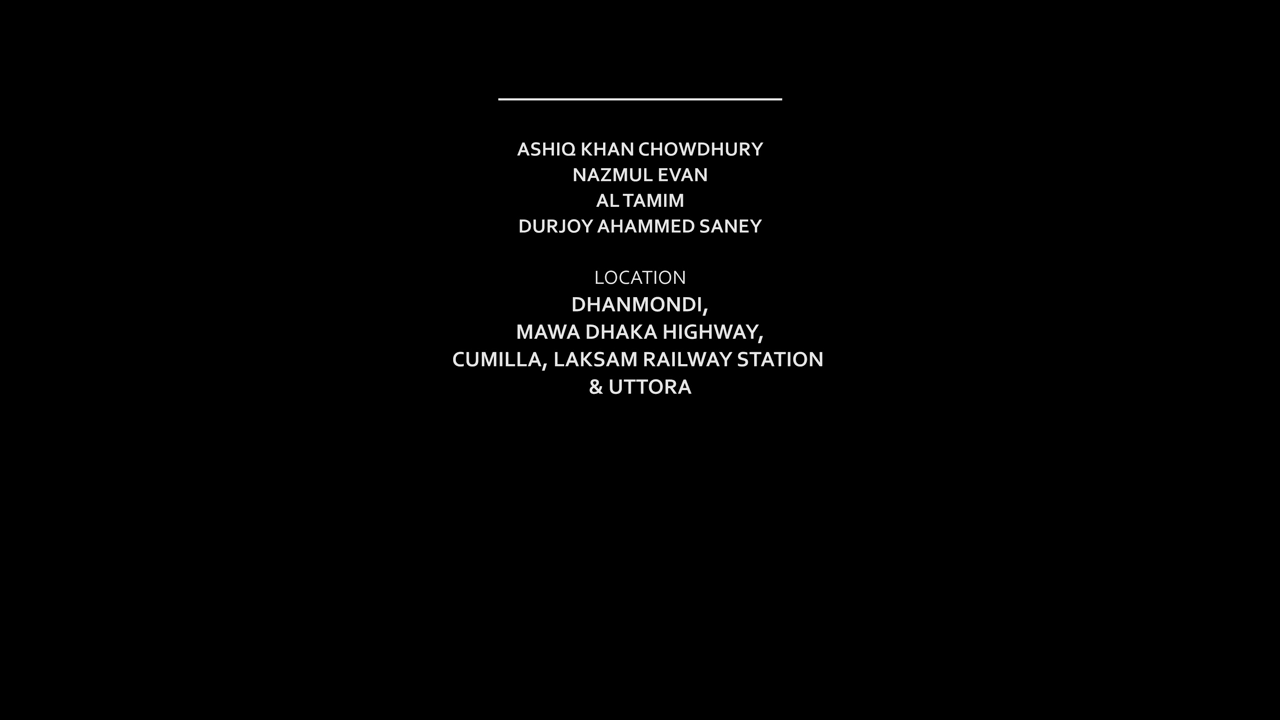 ASHIQ KHAN CHOWDHURY
NAZMUL EVAN
AL TAMIM
DURJOY AHAMMED SANEY
LOCATION
DHANMONDI,
MAWA DHAKA HIGHWAY,
CUMILLA, LAKSAM RAILWAY STATION
& UTTORA